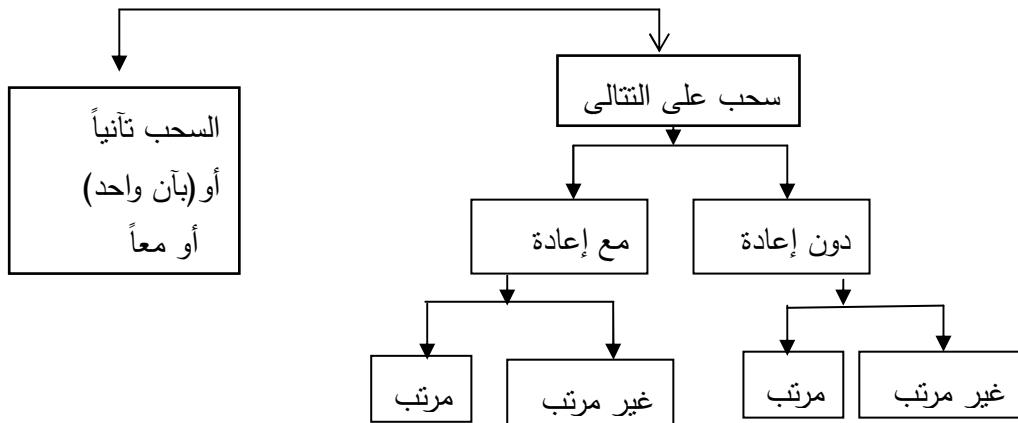 سحب على التتالى
السحب تآنياً
أو (بآن واحد)
أو معاً
دون إعادة
مع إعادة
غير مرتب
مرتب
غير مرتب
مرتب